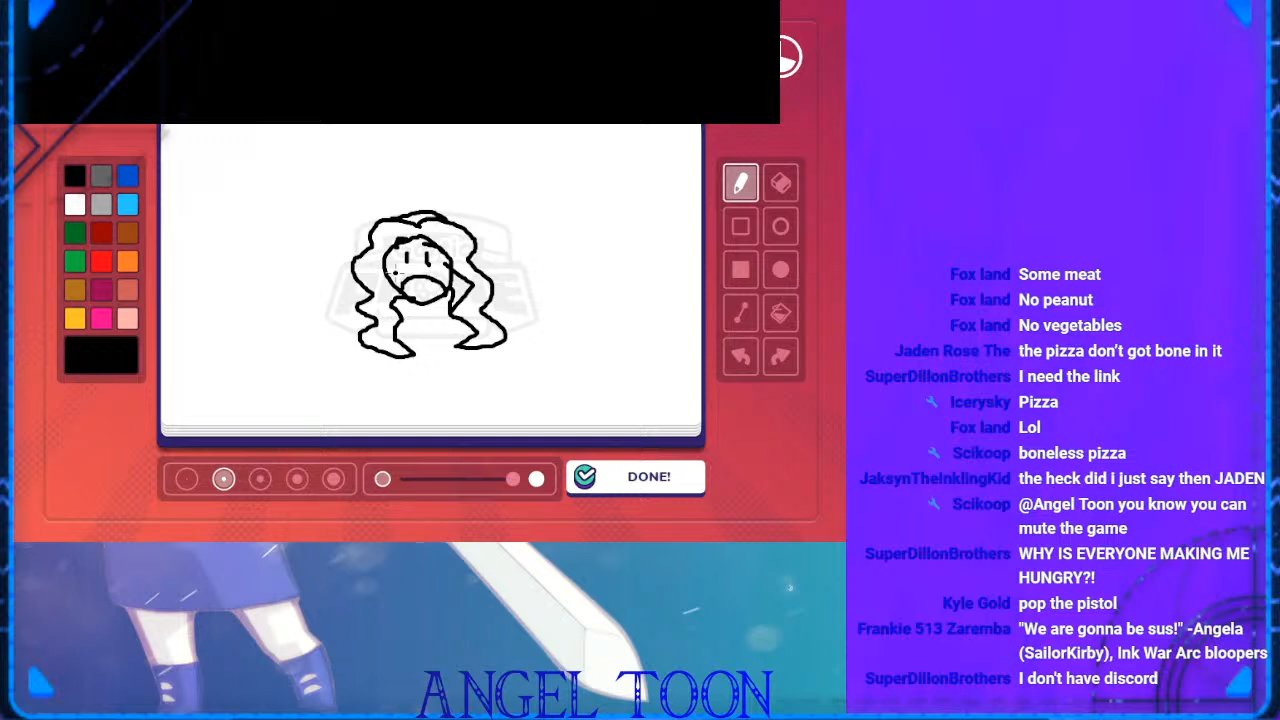 DONE!
Fox land Some meat
Fox land No peanut
Fox land No vegetables
Jaden Rose The the pizza don't got bone in it
SuperDillonBrothers I need the link
Icerysky Pizza
Fox land Lol
Scikoop boneless pizza
JaksynTheInklingKid the heck did I just say then JADEN
Scikoop @Angel Toon you know you can
mute the game
SuperDillonBrothers WHY IS EVERYONE MAKING ME
HUNGRY?!
Kyle Gold pop the pistol
Frankie 513 Zaremba "We are gonna be sus!" -Angela
(SailorKirby), Ink War Arc bloopers
SuperDillonBrothers I don't have discord
ANGEL TOON